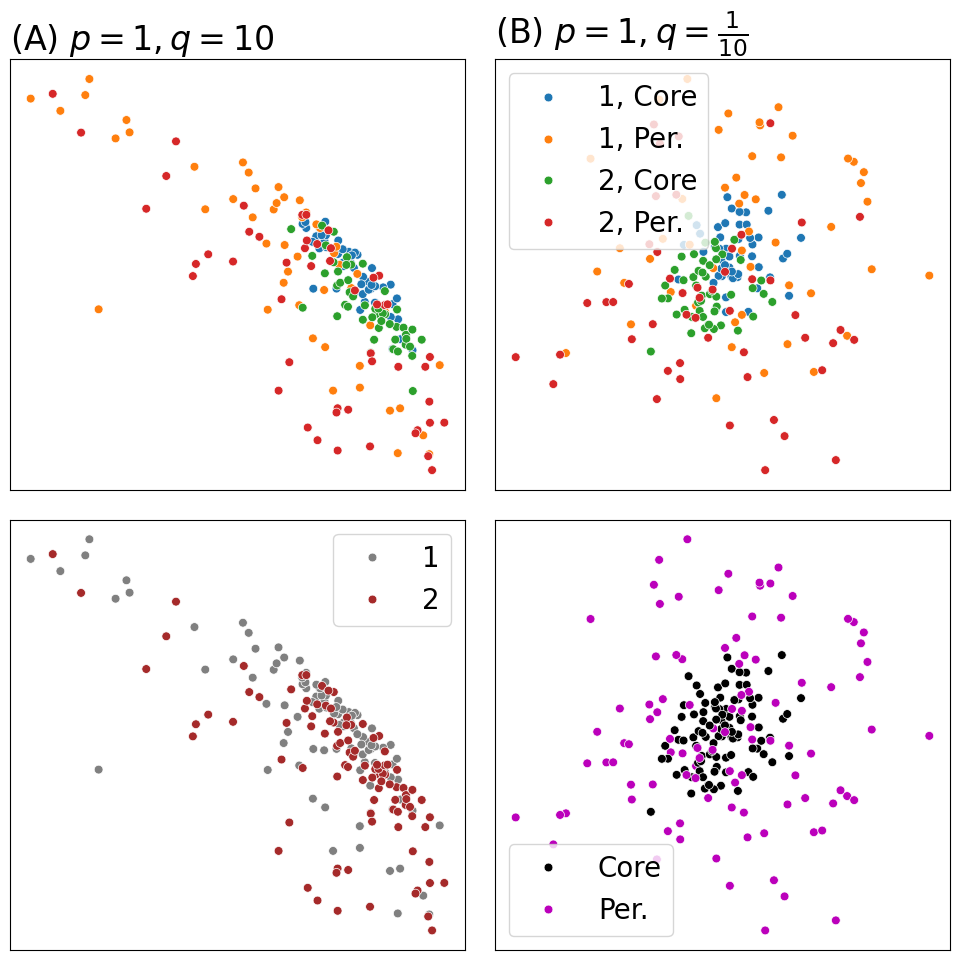 (A) p = 1, q = 10
(B) p = 1, q = 1/10
1, Core
1, Per.
2, Core
2, Per.
1
2
Core
Per.